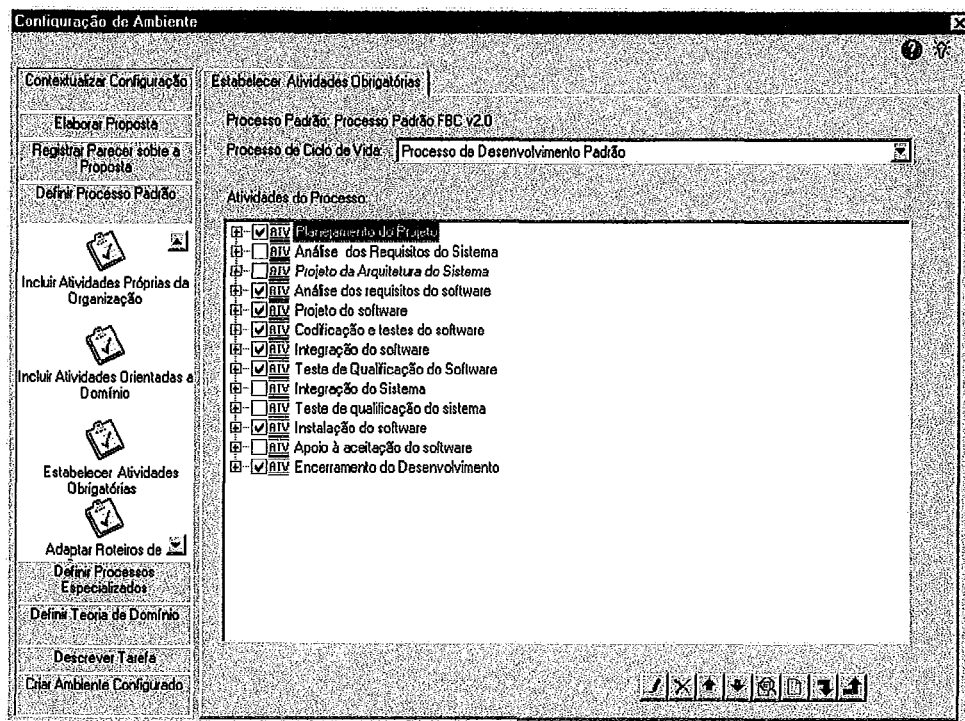 Configuração de Ambiente
Contextualizar Configuração
Elaborar Proposta
Registrar Parecer sobre a
Proposta
Definir Processo Padrão
Incluir Atividades Próprias da
Organização
Incluir Atividades Orientadas a
Domínio
Estabelecer Atividades
Obrigatórias
Adaptar Roteiros de
Definir Processos
Especializados
Definir Teoria de Domínio
Descrever Tarefa
Criar Ambiente Configurado
Estabelecer Atividades Obrigatórias
Processo Padrão: Processo Padrão FBC v2.0
Processo de Ciclo de Vida: Processo de Desenvolvimento Padrão
Atividades do Processo:
ATV Planejamento do Projeto
ATV Análise dos Requisitos do Sistema
ATV Projeto da Arquitetura do Sistema
ATV Análise dos requisitos do software
ATV Projeto do software
ATV Codificação e testes do software
ATV Integração do software
ATV Teste de Qualificação do Software
ATV Integração do Sistema
ATV Teste de qualificação do sistema
ATV Instalação do software
ATV Apoio à aceitação do software
ATV Encerramento do Desenvolvimento